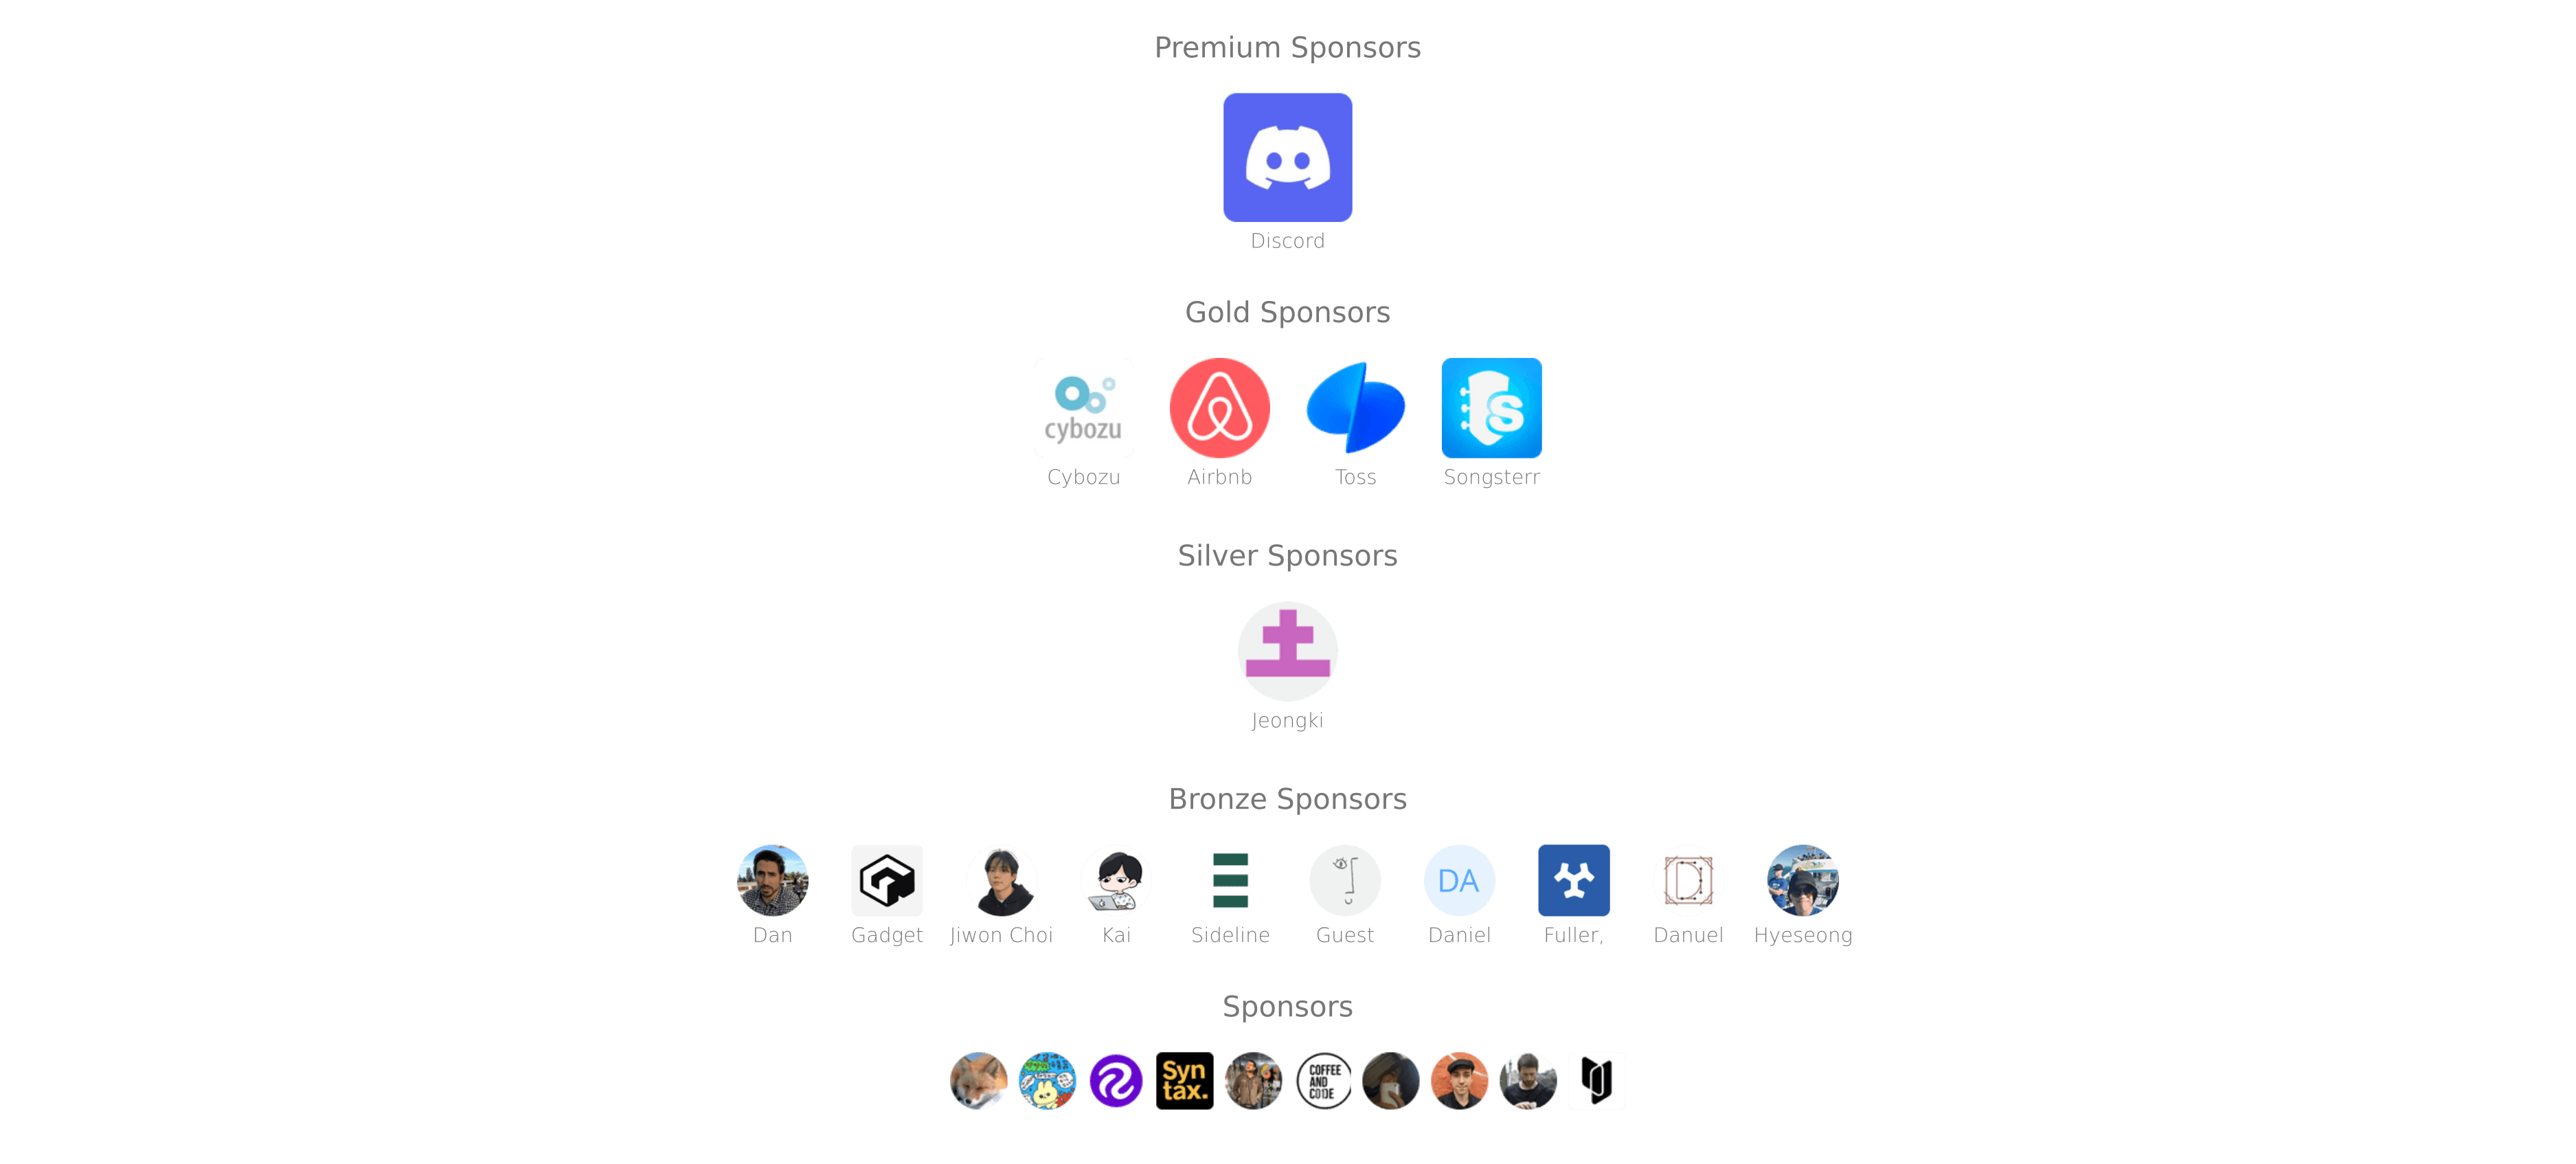 Premium Sponsors
Discord
Gold Sponsors
cybozu
Cybozu Airbnb Toss Songsterr
Silver Sponsors
Jeongki
Bronze Sponsors
DA
Dan Gadget Jiwon Choi Kai Sideline Guest Daniel Fuller, Danuel Hyeseong
Sponsors
Syn
tax.
COFFEE
AND
CODE